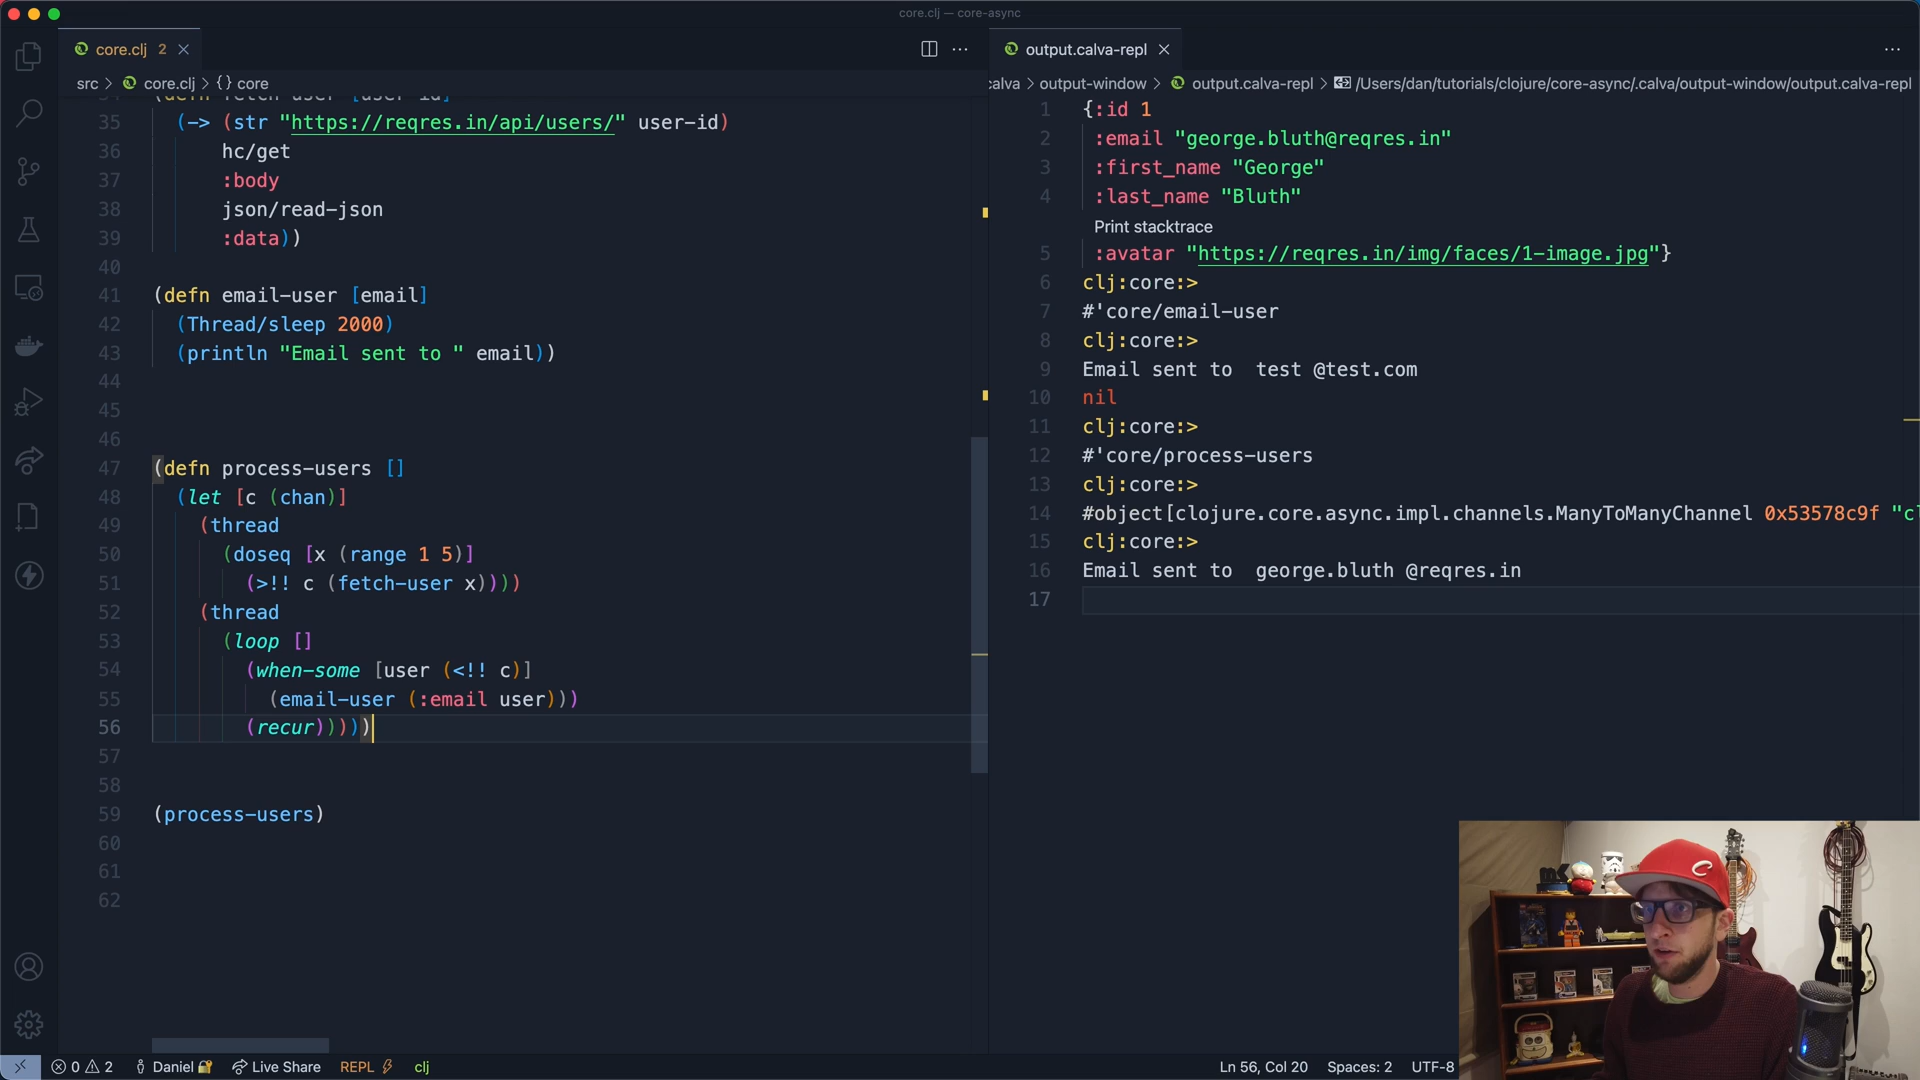 core.clj — core-async
core.clj 2
output.calva-repl
src > core.clj > {} core
calva > output-window > output.calva-repl > /Users/dan/tutorials/clojure/core-async/.calva/output-window/output.calva-repl
(defn fetch-user [user-id]
35 (-> (str "https://reqres.in/api/users/" user-id)
36 hc/get
37 :body
38 json/read-json
39 :data))
40
41 (defn email-user [email]
42 (Thread/sleep 2000)
43 (println "Email sent to " email))
44
45
46
47 (defn process-users []
48 (let [c (chan)]
49 (thread
50 (doseq [x (range 1 5)]
51 (>!! c (fetch-user x))))
52 (thread
53 (loop []
54 (when-some [user (<!! c)]
55 (email-user (:email user)))
56 (recur)))))
57
58
59 (process-users)
60
61
62
1 {:id 1
2 :email "george.bluth@reqres.in"
3 :first_name "George"
4 :last_name "Bluth"
Print stacktrace
5 :avatar "https://reqres.in/img/faces/1-image.jpg"}
6 clj:core:>
7 #'core/email-user
8 clj:core:>
9 Email sent to  test @test.com
10 nil
11 clj:core:>
12 #'core/process-users
13 clj:core:>
14 #object[clojure.core.async.impl.channels.ManyToManyChannel 0x53578c9f "cl
15 clj:core:>
16 Email sent to  george.bluth @reqres.in
17
0 2 Daniel Live Share REPL clj
Ln 56, Col 20 Spaces: 2 UTF-8